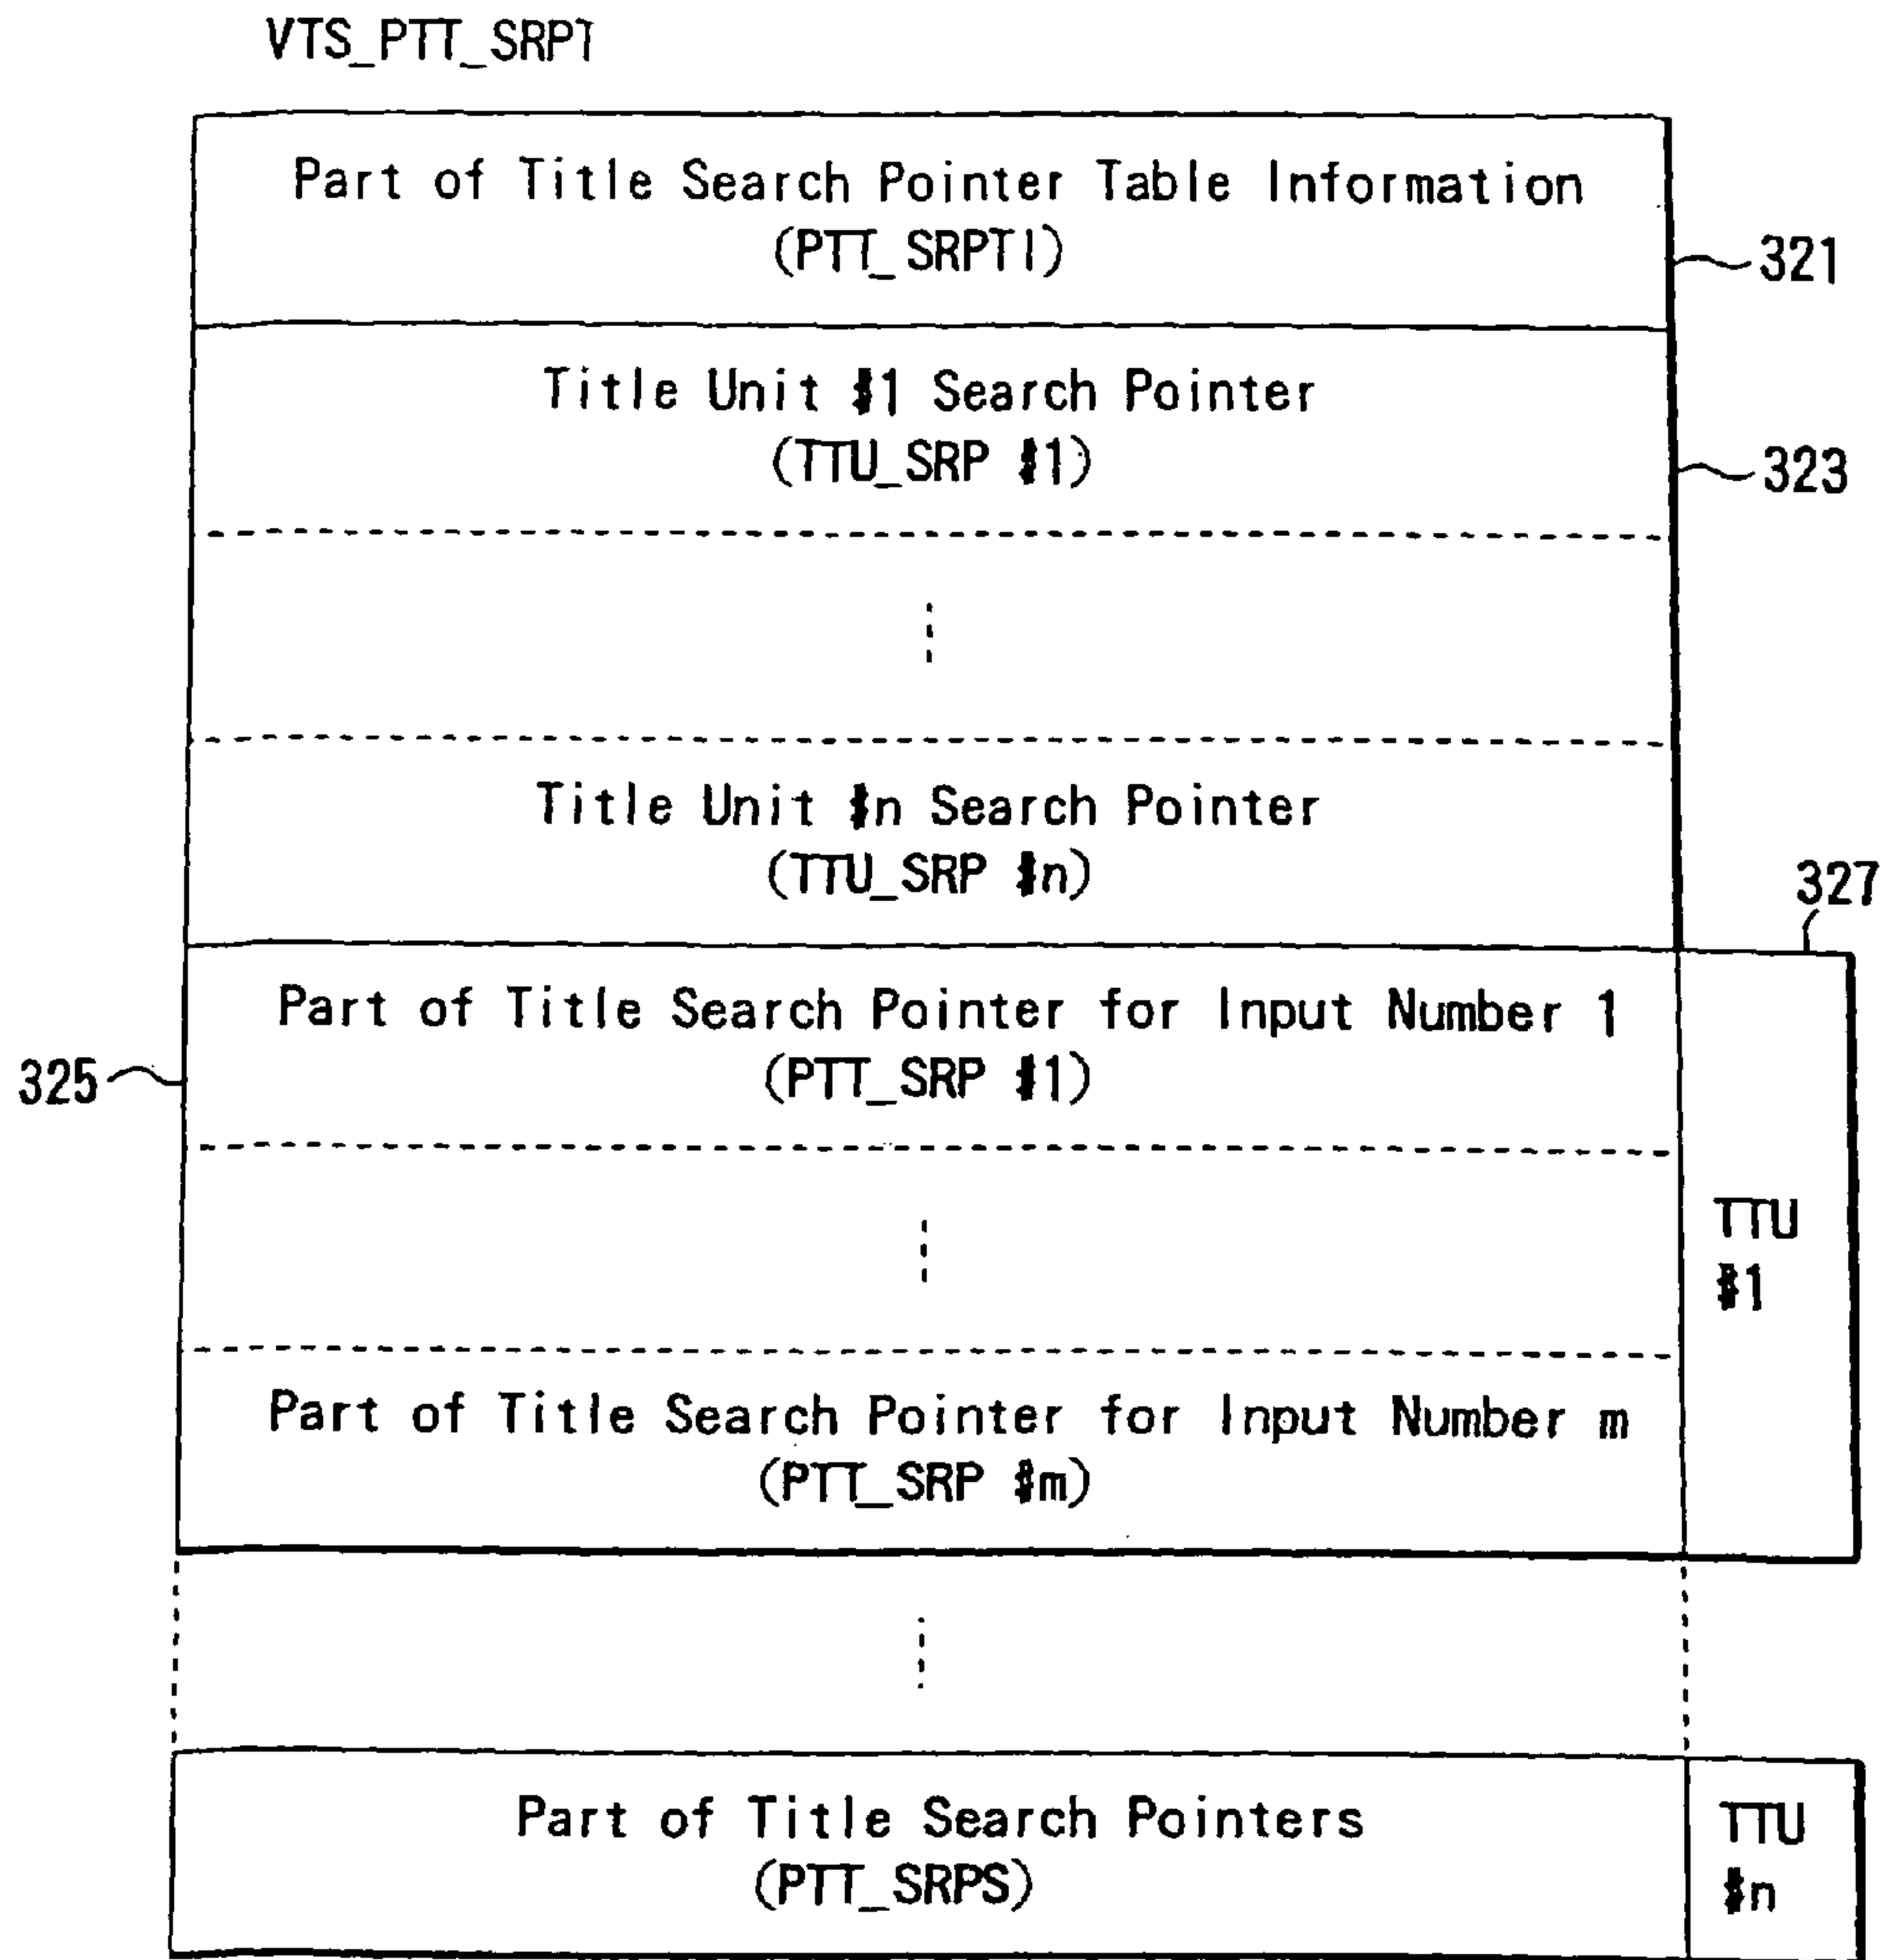 VTS_PTT_SRPT
Part of Title Search Pointer Table Information
(PTT_SRPTI)
321
Title Unit #1 Search Pointer
(TTU_SRP #1)
323
Title Unit #n Search Pointer
(TTU_SRP #n)
327
Part of Title Search Pointer for Input Number 1
(PTT_SRP #1)
325
TTU
#1
Part of Title Search Pointer for Input Number m
(PTT_SRP #m)
Part of Title Search Pointers
(PTT_SRPS)
TTU
#n